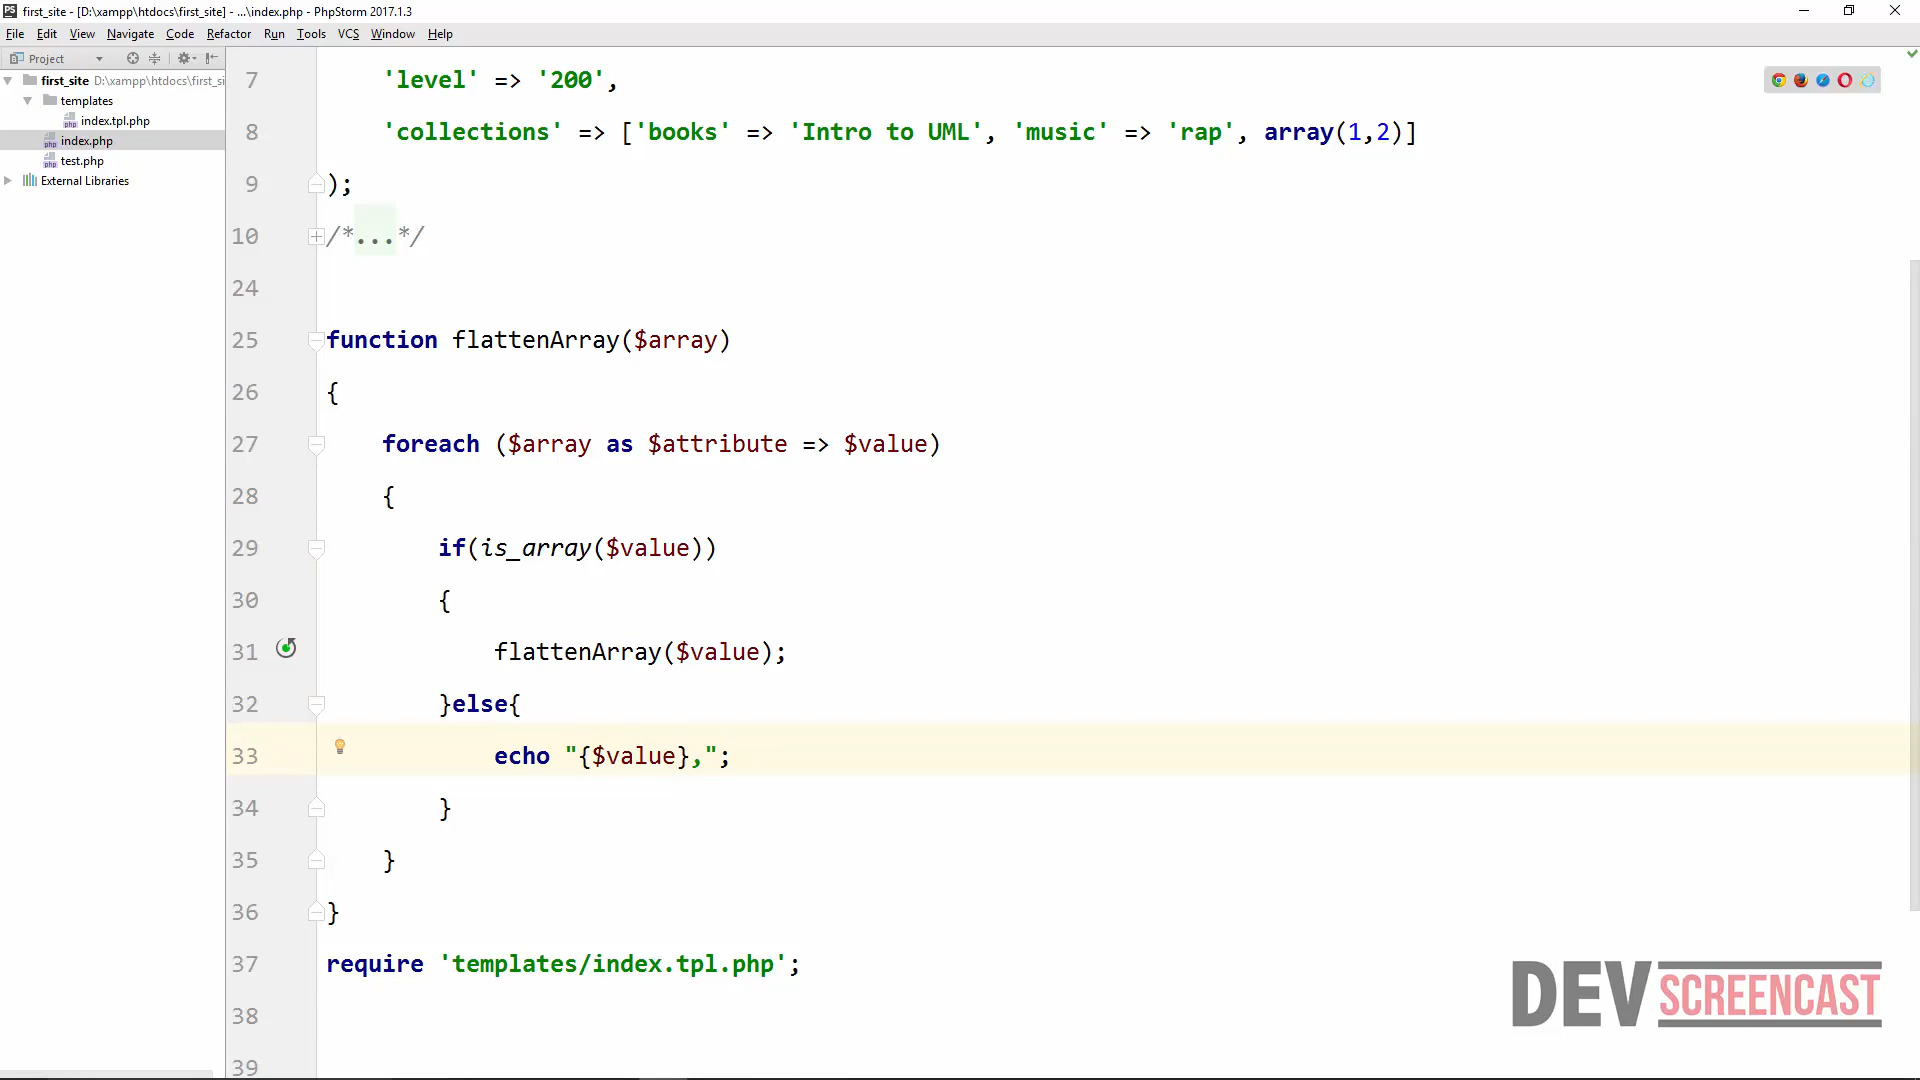 PS first_site - [D:\xampp\htdocs\first_site] - ...\index.php - PhpStorm 2017.1.3
File Edit View Navigate Code Refactor Run Tools VCS Window Help
Project
first_site D:\xampp\htdocs\first_si
templates
index.tpl.php
index.php
test.php
External Libraries
7 'level' => '200',
8 'collections' => ['books' => 'Intro to UML', 'music' => 'rap', array(1,2)]
9 );
10 /*...*/
24
25 function flattenArray($array)
26 {
27 foreach ($array as $attribute => $value)
28 {
29 if(is_array($value))
30 {
31 flattenArray($value);
32 }else{
33 echo "{$value},";
34 }
35 }
36 }
37 require 'templates/index.tpl.php';
38
39
DEV SCREENCAST